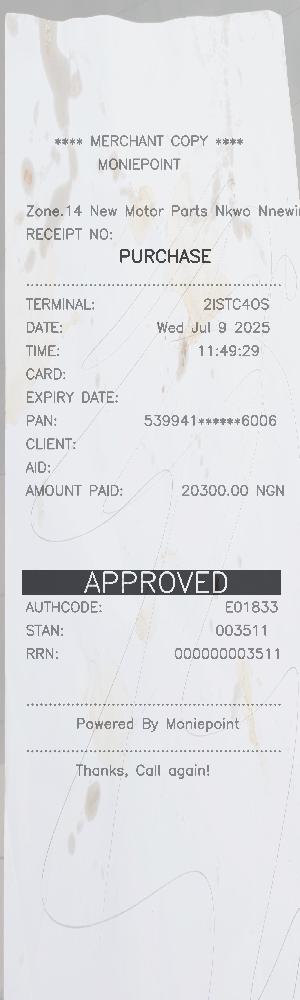 **** MERCHANT COPY ****
MONIEPOINT
Zone.14 New Motor Parts Nkwo Nnewi
RECEIPT NO:
PURCHASE
TERMINAL: 2ISTC4OS
DATE: Wed Jul 9 2025
TIME: 11:49:29
CARD:
EXPIRY DATE:
PAN: 539941******6006
CLIENT:
AID:
AMOUNT PAID: 20300.00 NGN
APPROVED
AUTHCODE: E01833
STAN: 003511
RRN: 000000003511
Powered By Moniepoint
Thanks, Call again!